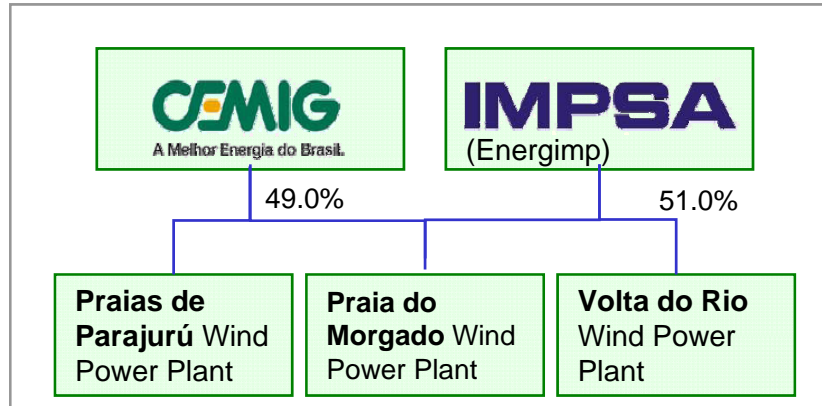 CEMIG
A Melhor Energia do Brasil.
IMPSA
(Energimp)
49.0%
51.0%
Praias de
Parajurú Wind
Power Plant
Praia do
Morgado Wind
Power Plant
Volta do Rio
Wind Power
Plant